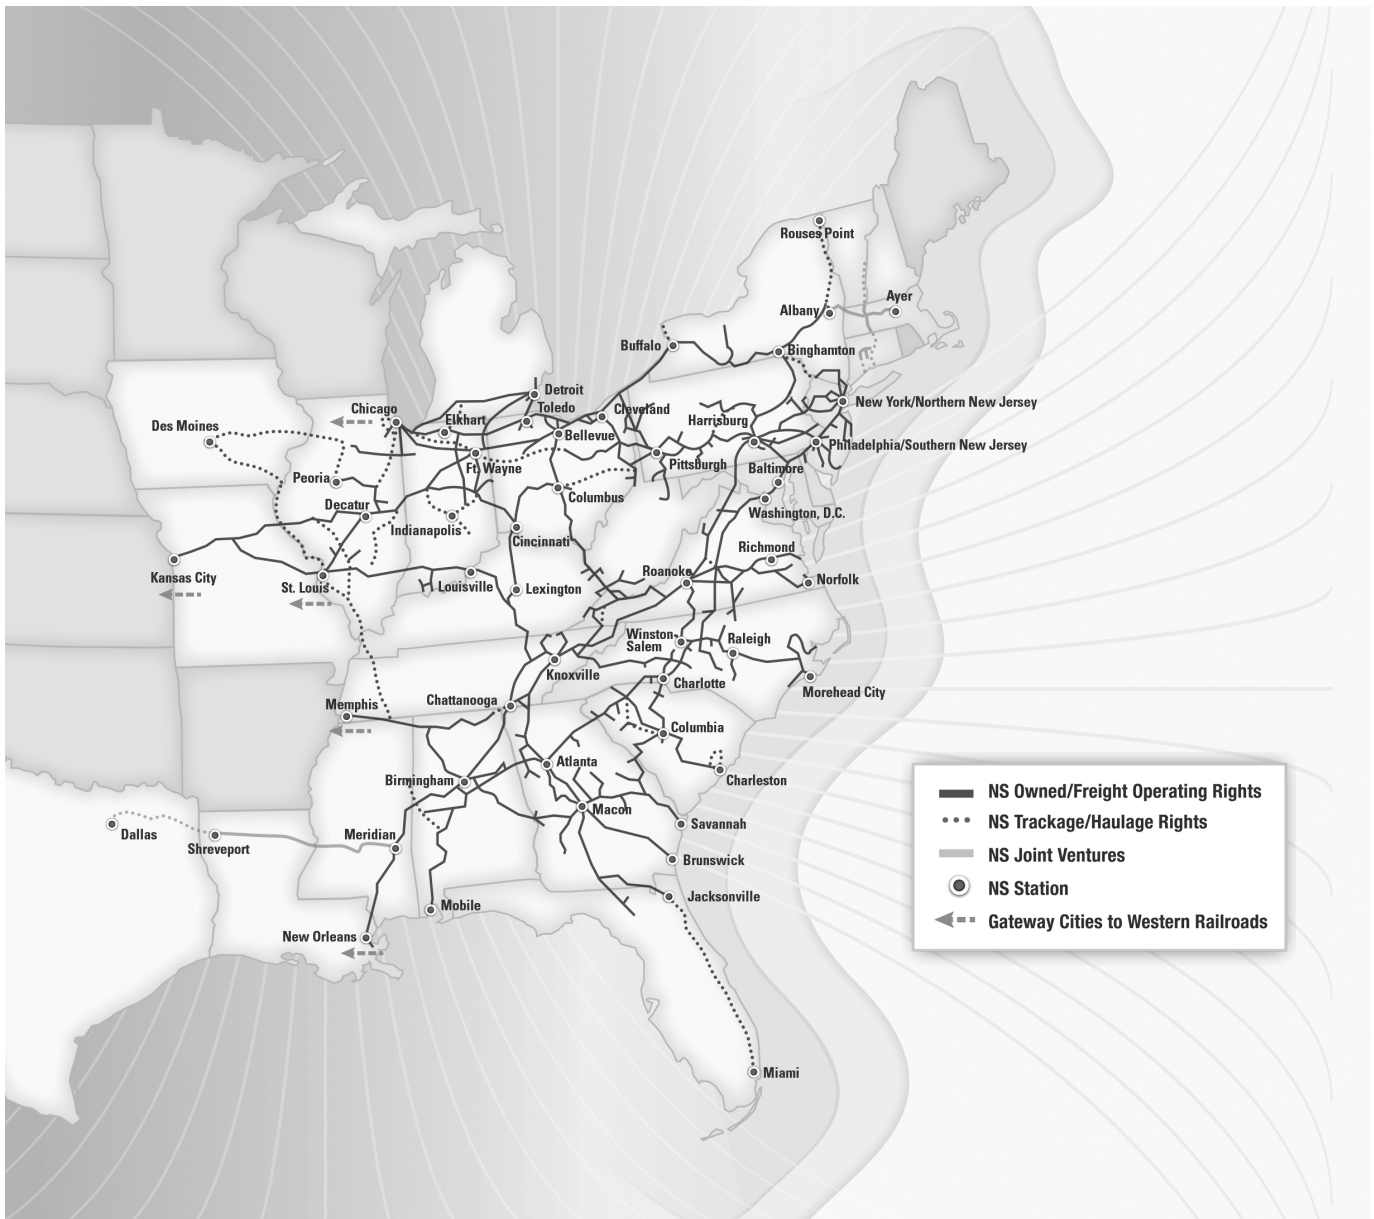 Rouses Point
Ayer
Albany
Buffalo
Binghamton
Detroit
Toledo
Chicago
Elkhart
Cleveland
New York/Northern New Jersey
Harrisburg
Des Moines
Bellevue
Philadelphia/Southern New Jersey
Ft. Wayne
Pittsburgh
Baltimore
Peoria
Columbus
Decatur
Washington, D.C.
Indianapolis
Cincinnati
Richmond
Kansas City
St. Louis
Louisville
Lexington
Roanoke
Norfolk
Winston-
Salem
Raleigh
Knoxville
Charlotte
Morehead City
Chattanooga
Memphis
Columbia
Atlanta
Birmingham
Charleston
Macon
Savannah
Dallas
Shreveport
Meridian
Brunswick
Jacksonville
Mobile
New Orleans
Miami
NS Owned/Freight Operating Rights
NS Trackage/Haulage Rights
NS Joint Ventures
NS Station
Gateway Cities to Western Railroads